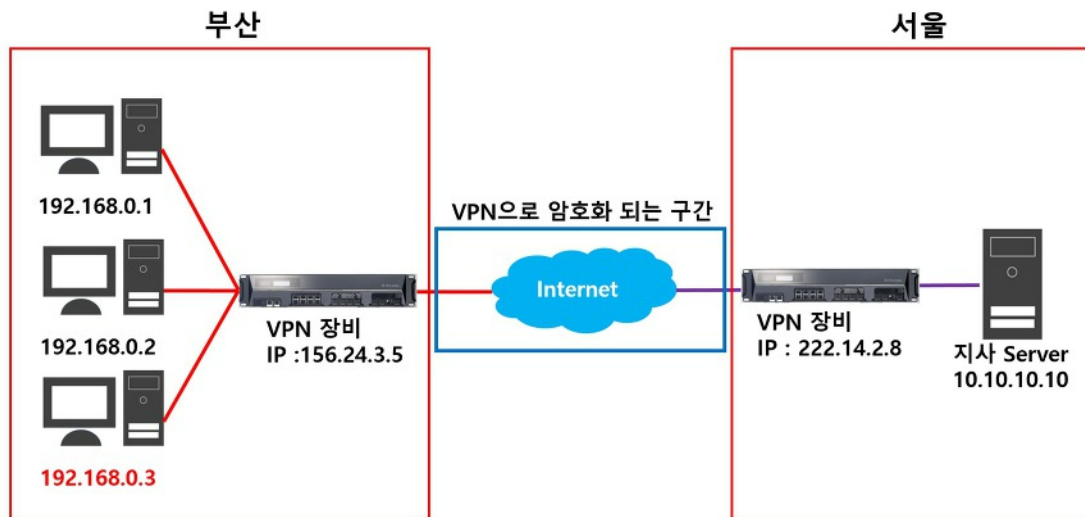 부산
서울
192.168.0.1
192.168.0.2
192.168.0.3
VPN 장비
IP :156.24.3.5
VPN으로 암호화 되는 구간
Internet
VPN 장비
IP : 222.14.2.8
지사 Server
10.10.10.10